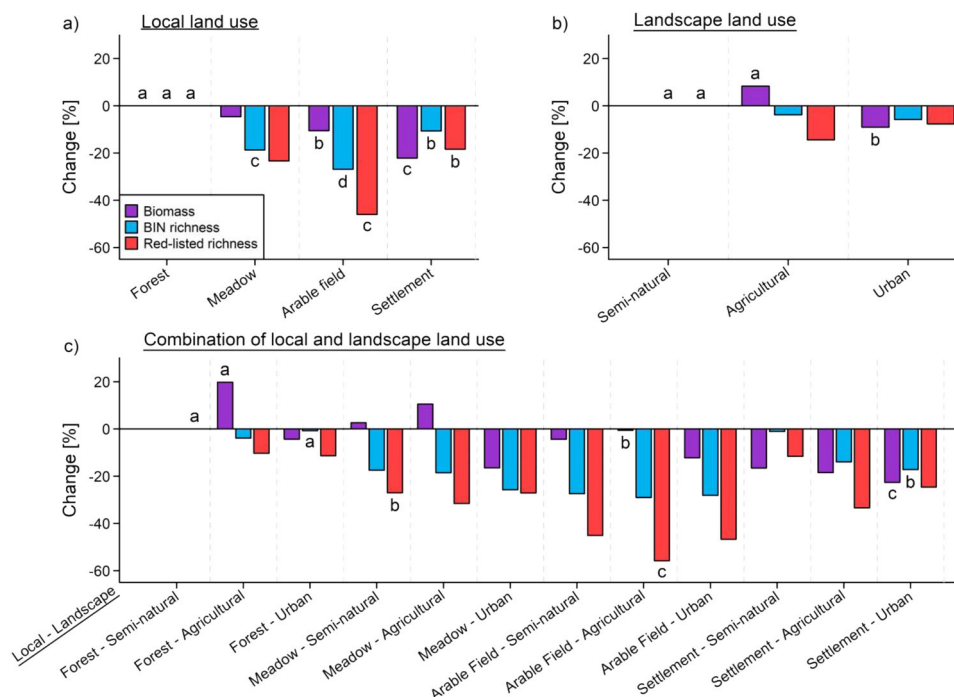 a) Local land use
Change [%]
20
0
-20
-40
-60
a a a
c
b
d
c
c
b
b
Biomass
BIN richness
Red-listed richness
Forest
Meadow
Arable field
Settlement
b) Landscape land use
Change [%]
20
0
-20
-40
-60
a a
a
b
Semi-natural
Agricultural
Urban
c) Combination of local and landscape land use
Change [%]
20
0
-20
-40
-60
a
a
a
b
b
c
c
b
Local - Landscape
Forest - Semi-natural
Forest - Agricultural
Forest - Urban
Meadow - Semi-natural
Meadow - Agricultural
Meadow - Urban
Arable Field - Semi-natural
Arable Field - Agricultural
Arable Field - Urban
Settlement - Semi-natural
Settlement - Agricultural
Settlement - Urban